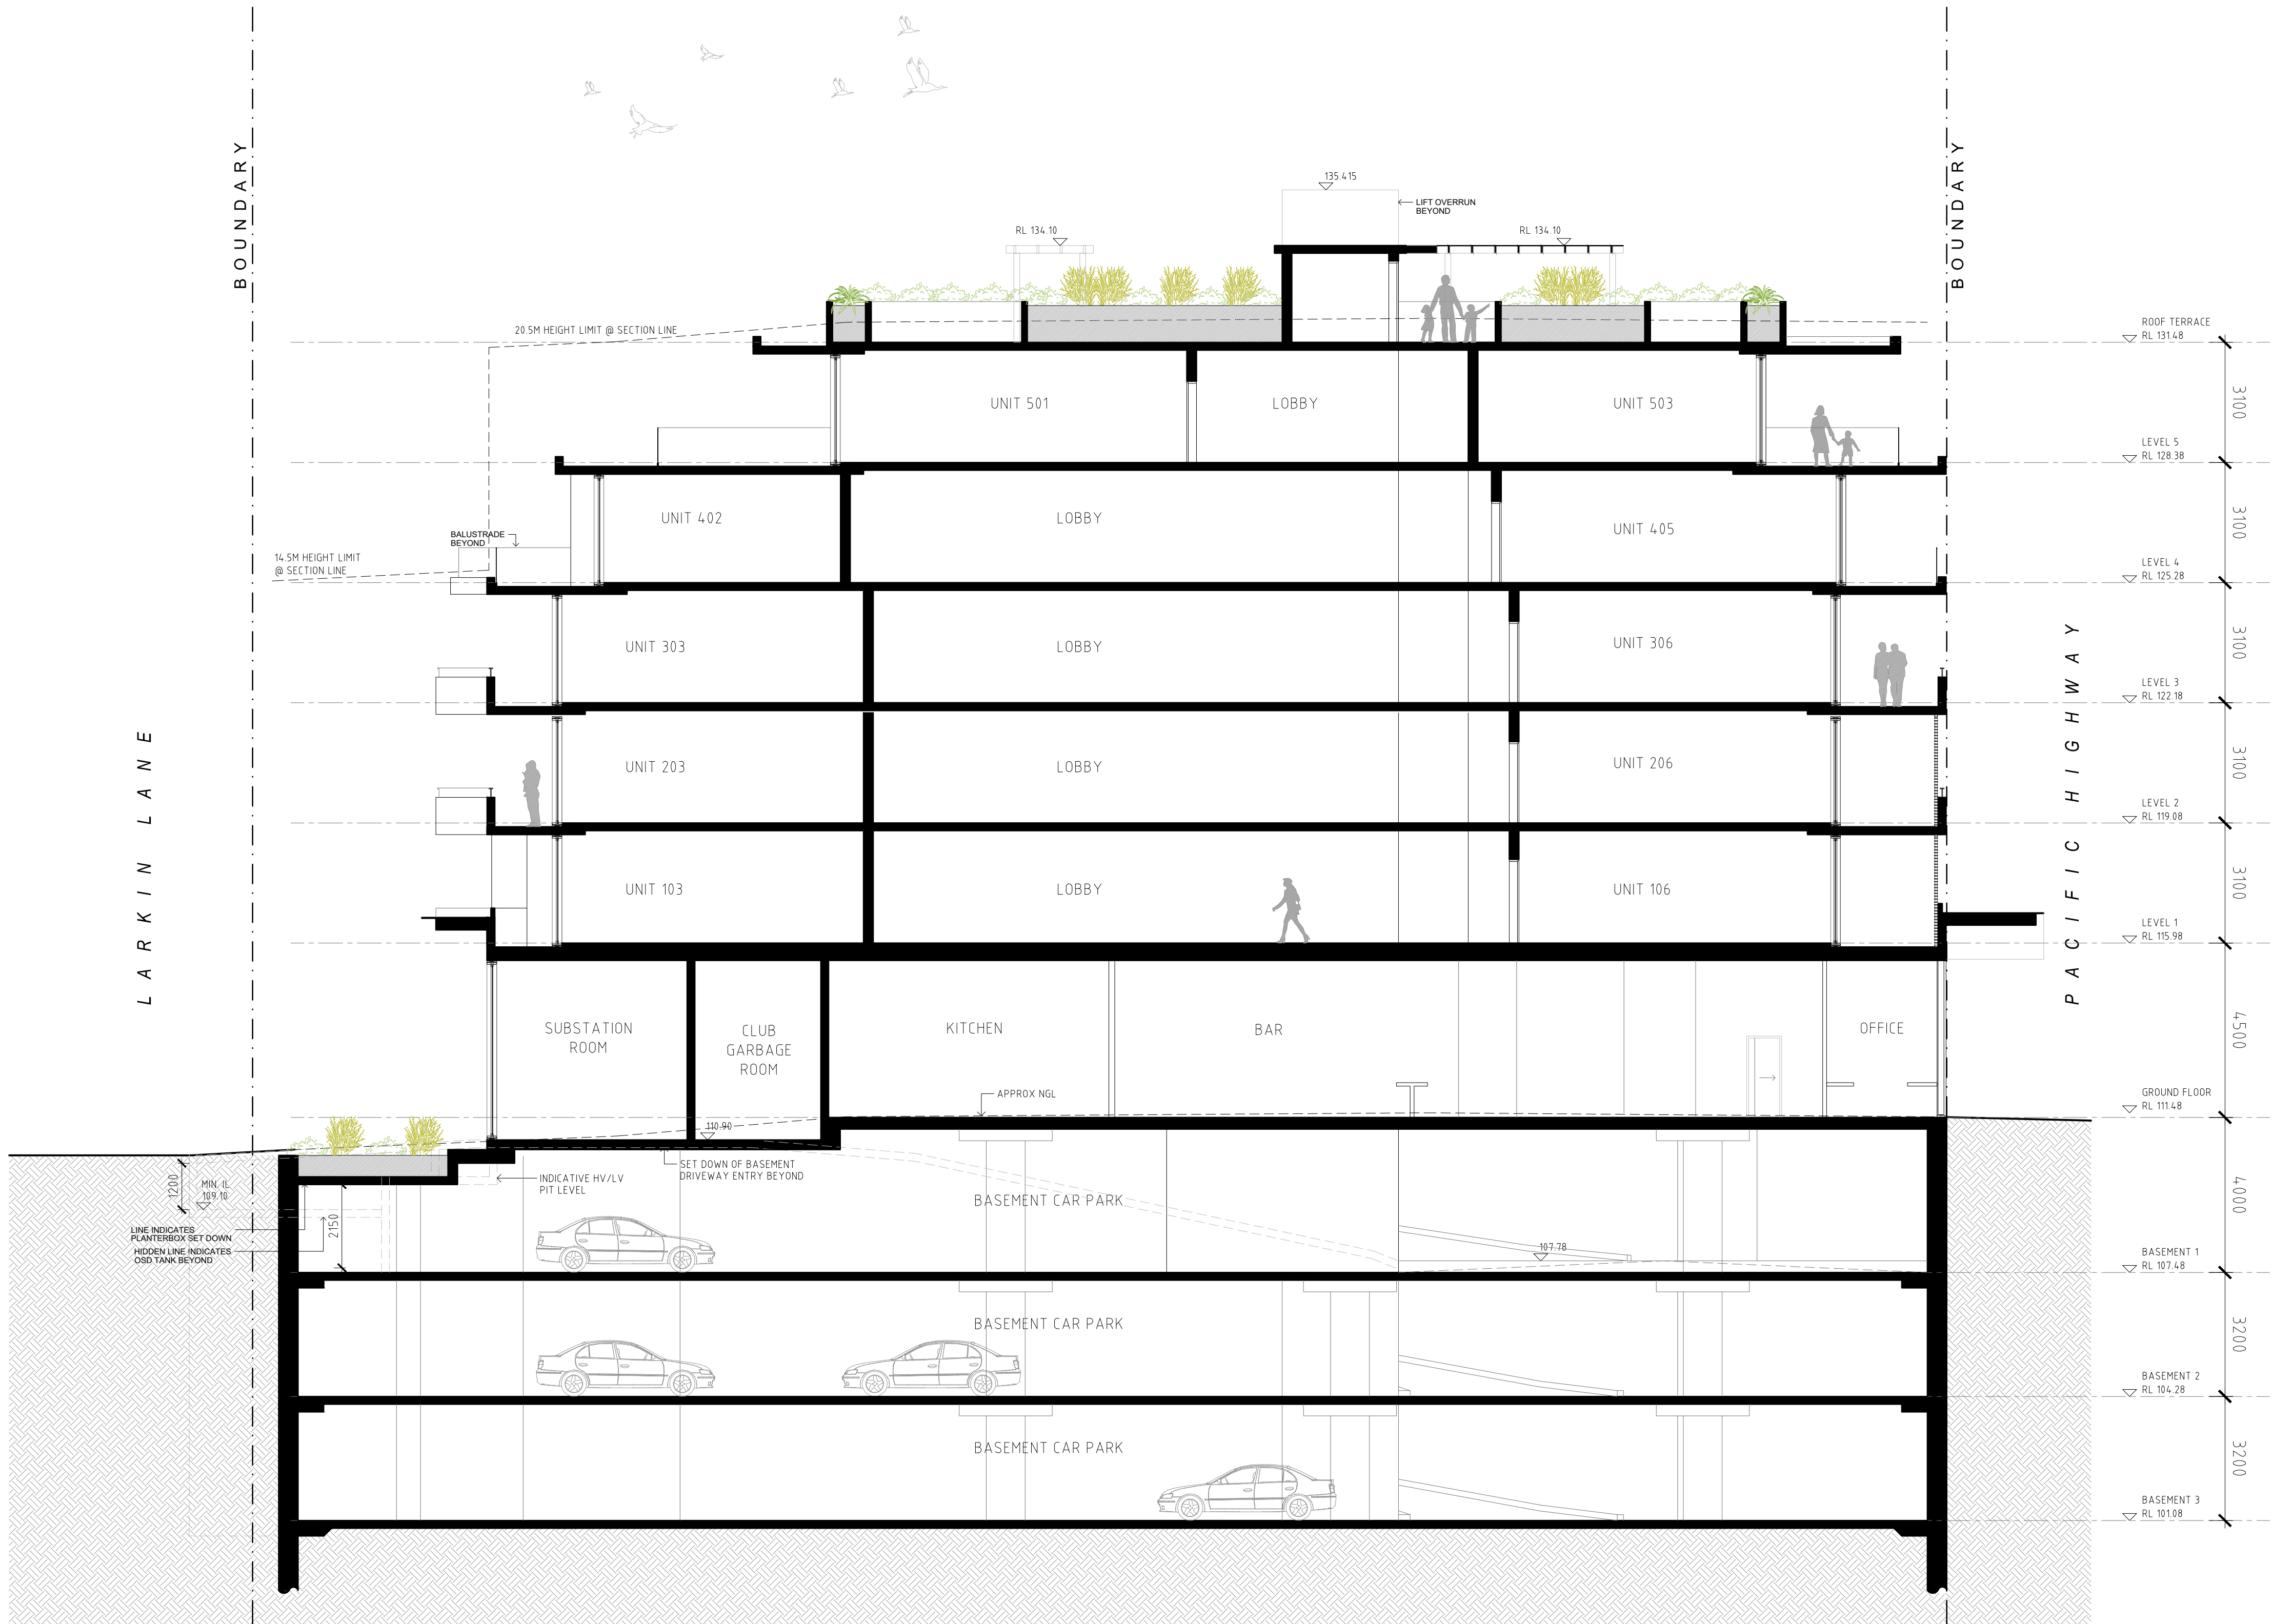 BOUNDARY
BOUNDARY
135.415
LIFT OVERRUN
BEYOND
RL 134.10
RL 134.10
20.5M HEIGHT LIMIT @ SECTION LINE
ROOF TERRACE
RL 131.48
3100
UNIT 501
LOBBY
UNIT 503
LEVEL 5
RL 128.38
3100
UNIT 402
LOBBY
UNIT 405
BALUSTRADE
BEYOND
14.5M HEIGHT LIMIT
@ SECTION LINE
LEVEL 4
RL 125.28
3100
UNIT 303
LOBBY
UNIT 306
LEVEL 3
RL 122.18
3100
LARKIN LANE
PACIFIC HIGHWAY
UNIT 203
LOBBY
UNIT 206
LEVEL 2
RL 119.08
3100
UNIT 103
LOBBY
UNIT 106
LEVEL 1
RL 115.98
4500
SUBSTATION
ROOM
CLUB
GARBAGE
ROOM
KITCHEN
BAR
OFFICE
APPROX NGL
GROUND FLOOR
RL 111.48
110.90
SET DOWN OF BASEMENT
DRIVEWAY ENTRY BEYOND
INDICATIVE HV/LV
PIT LEVEL
1200
MIN. IL
109.10
2150
LINE INDICATES
PLANTERBOX SET DOWN
HIDDEN LINE INDICATES
OSD TANK BEYOND
BASEMENT CAR PARK
4000
107.78
BASEMENT 1
RL 107.48
BASEMENT CAR PARK
3200
BASEMENT 2
RL 104.28
BASEMENT CAR PARK
3200
BASEMENT 3
RL 101.08